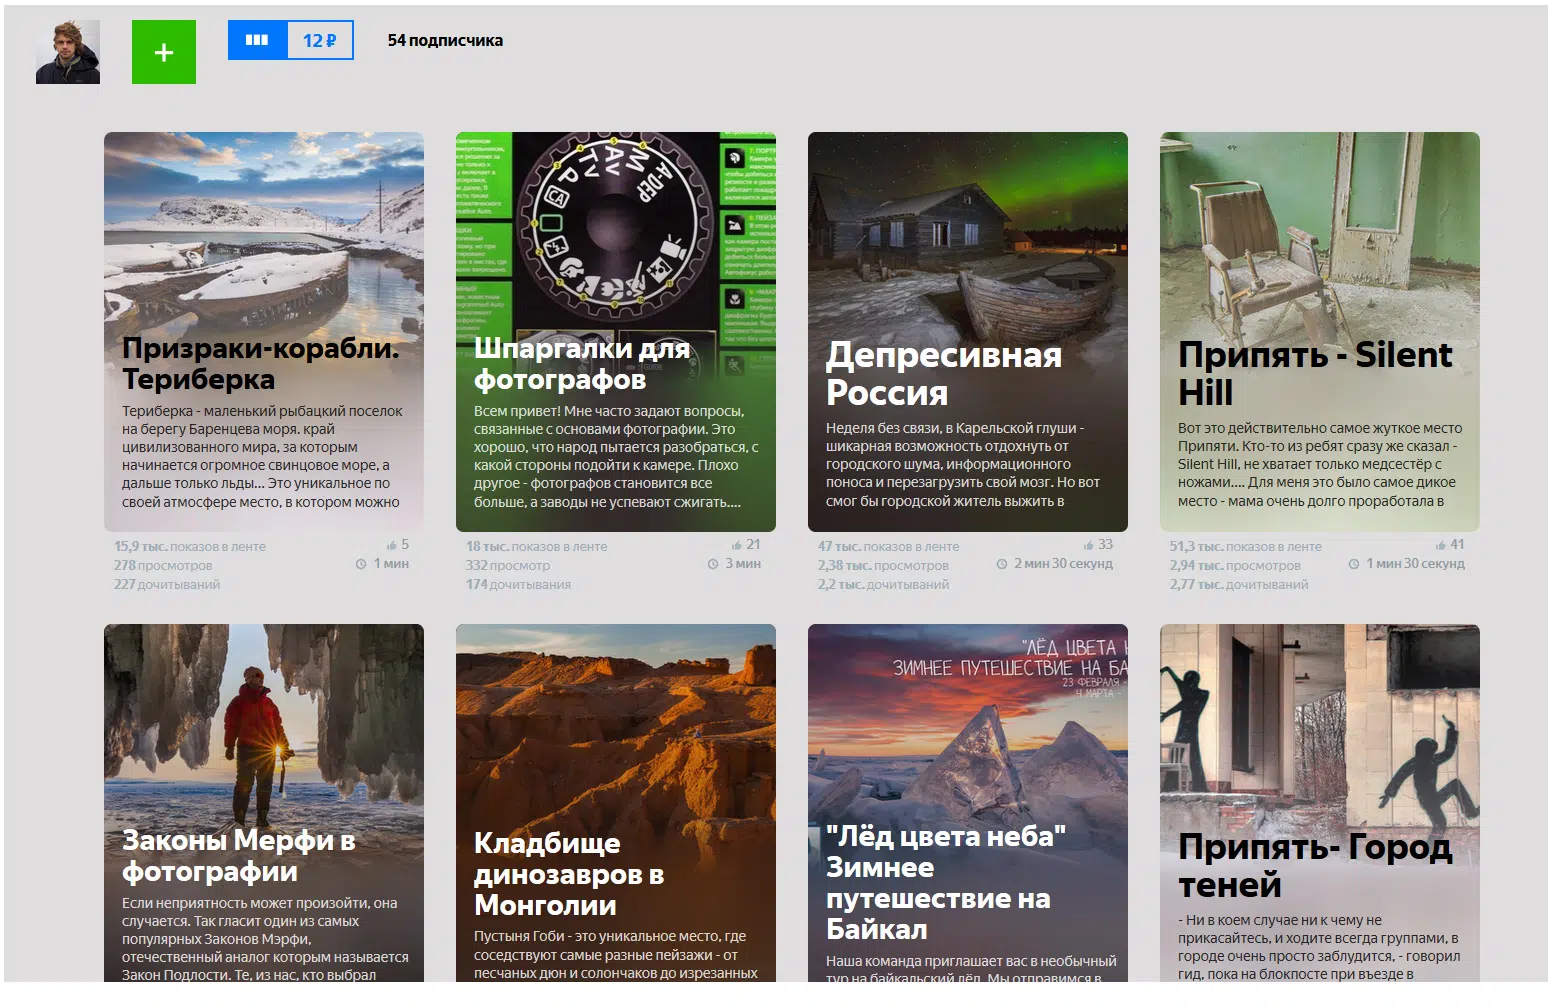 12 ₽
54 подписчика
Призраки-корабли.
Териберка
Териберка - маленький рыбацкий поселок
на берегу Баренцева моря. край
цивилизованного мира, за которым
начинается огромное свинцовое море, а
дальше только льды... Это уникальное по
своей атмосфере место, в котором можно
15,9 тыс. показов в ленте
5
278 просмотров
1 мин
227 дочитываний
TV
AV
M
A-DEP
P
CA
Шпаргалки для
фотографов
Всем привет! Мне часто задают вопросы,
связанные с основами фотографии. Это
хорошо, что народ пытается разобраться, с
какой стороны подойти к камере. Плохо
другое - фотографов становится все
больше, а заводы не успевают сжигать....
18 тыс. показов в ленте
21
332 просмотр
3 мин
174 дочитывания
Депресивная
Россия
Неделя без связи, в Карельской глуши -
шикарная возможность отдохнуть от
городского шума, информационного
поноса и перезагрузить свой мозг. Но вот
смог бы городской житель выжить в
47 тыс. показов в ленте
33
2,38 тыс. просмотров
2 мин 30 секунд
2,2 тыс. дочитываний
Припять - Silent
Hill
Вот это действительно самое жуткое место
Припяти. Кто-то из ребят сразу же сказал -
Silent Hill, не хватает только медсестёр с
ножами.... Для меня это было самое дикое
место - мама очень долго проработала в
51,3 тыс. показов в ленте
41
2,94 тыс. просмотров
1 мин 30 секунд
2,77 тыс. дочитываний
Законы Мерфи в
фотографии
Если неприятность может произойти, она
случается. Так гласит один из самых
популярных Законов Мэрфи,
отечественный аналог которым называется
Закон Подлости. Те, из нас, кто выбрал
Кладбище
динозавров в
Монголии
Пустыня Гоби - это уникальное место, где
соседствуют самые разные пейзажи - от
песчаных дюн и солончаков до изрезанных
"ЛЁД ЦВЕТА Н
ЗИМНЕЕ ПУТЕШЕСТВИЕ НА БА
23 ФЕВРАЛЯ -
4 МАРТА -
"Лёд цвета неба"
Зимнее
путешествие на
Байкал
Наша команда приглашает вас в необычный
тур на байкальский лёд. Мы отправимся в
Припять- Город
теней
- Ни в коем случае ни к чему не
прикасайтесь, и ходите всегда группами, в
городе очень просто заблудится, - говорил
гид, пока на блокпосте при въезде в